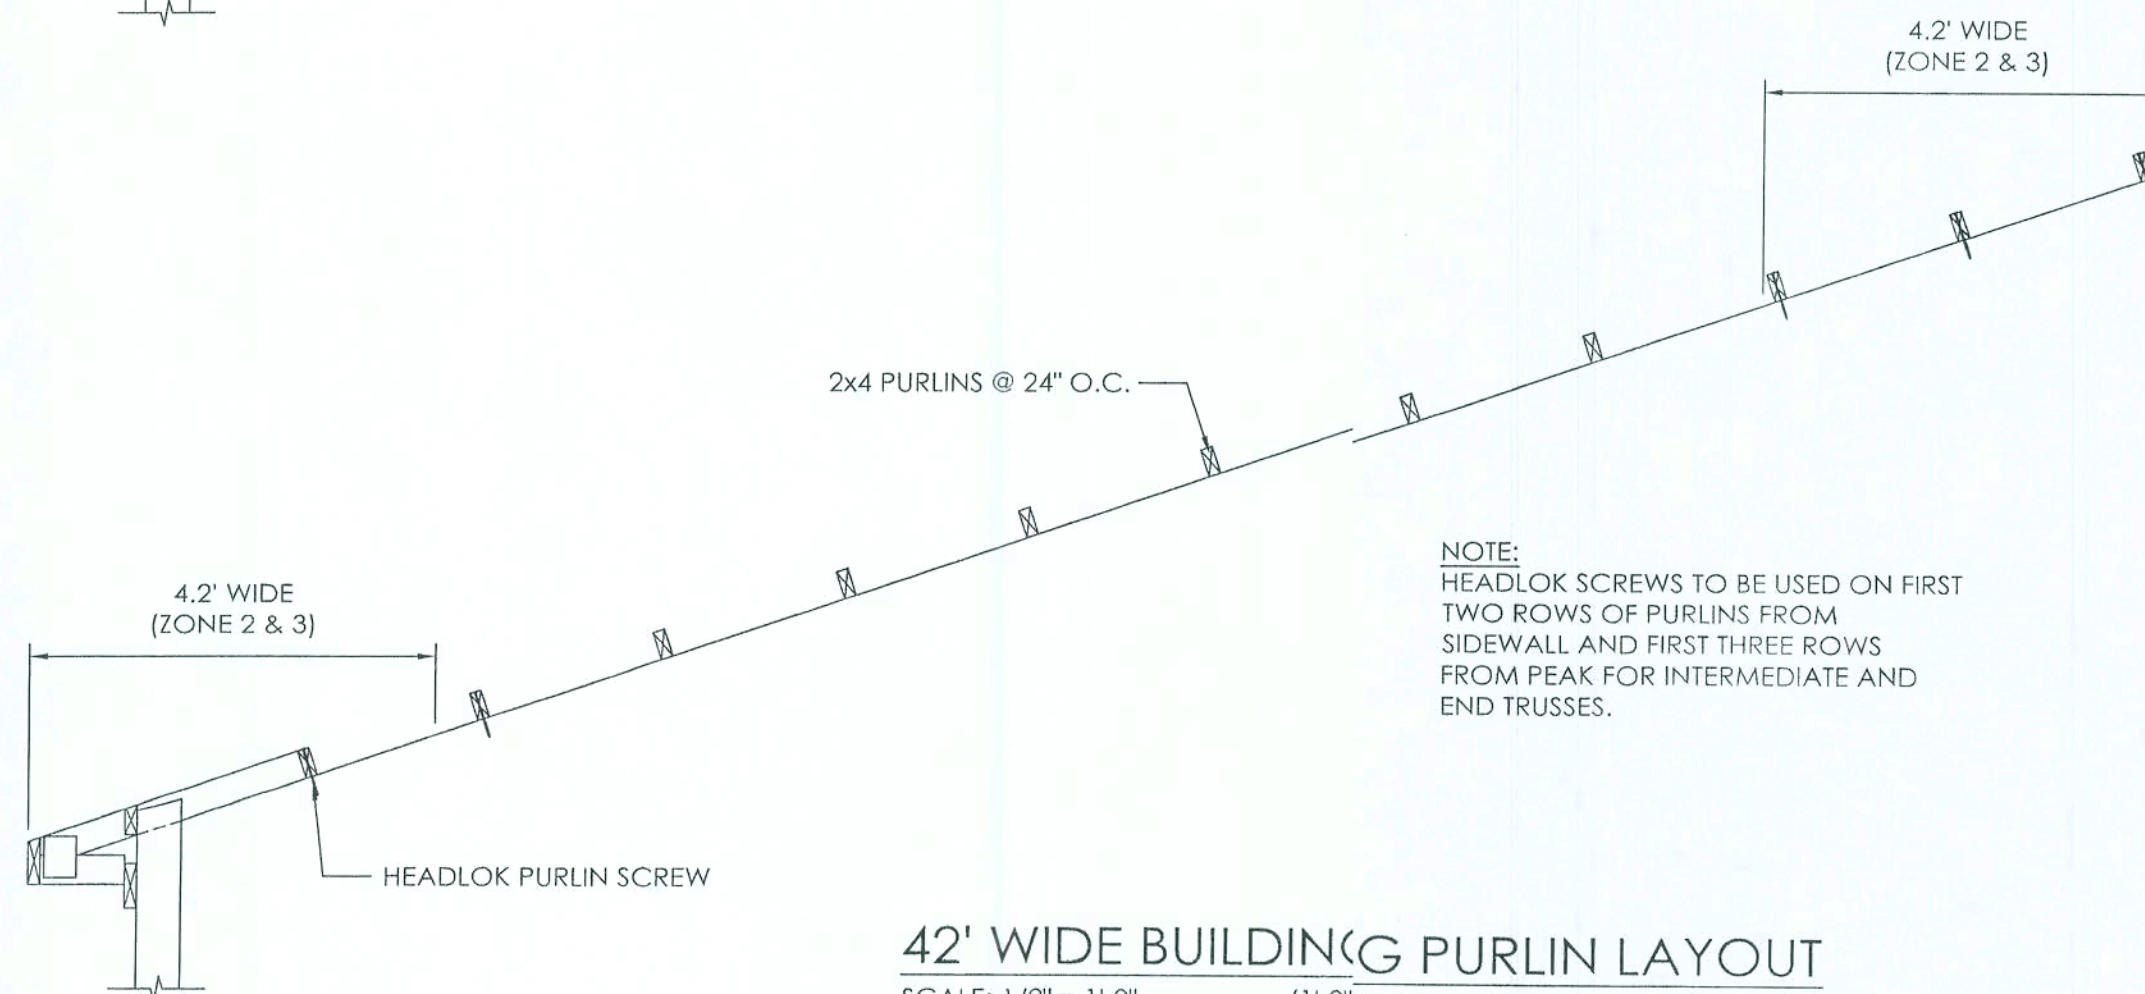 4.2' WIDE
(ZONE 2 & 3)
2x4 PURLINS @ 24" O.C.
NOTE:
HEADLOK SCREWS TO BE USED ON FIRST
TWO ROWS OF PURLINS FROM
SIDEWALL AND FIRST THREE ROWS
FROM PEAK FOR INTERMEDIATE AND
END TRUSSES.
4.2' WIDE
(ZONE 2 & 3)
HEADLOK PURLIN SCREW
42' WIDE BUILDING PURLIN LAYOUT